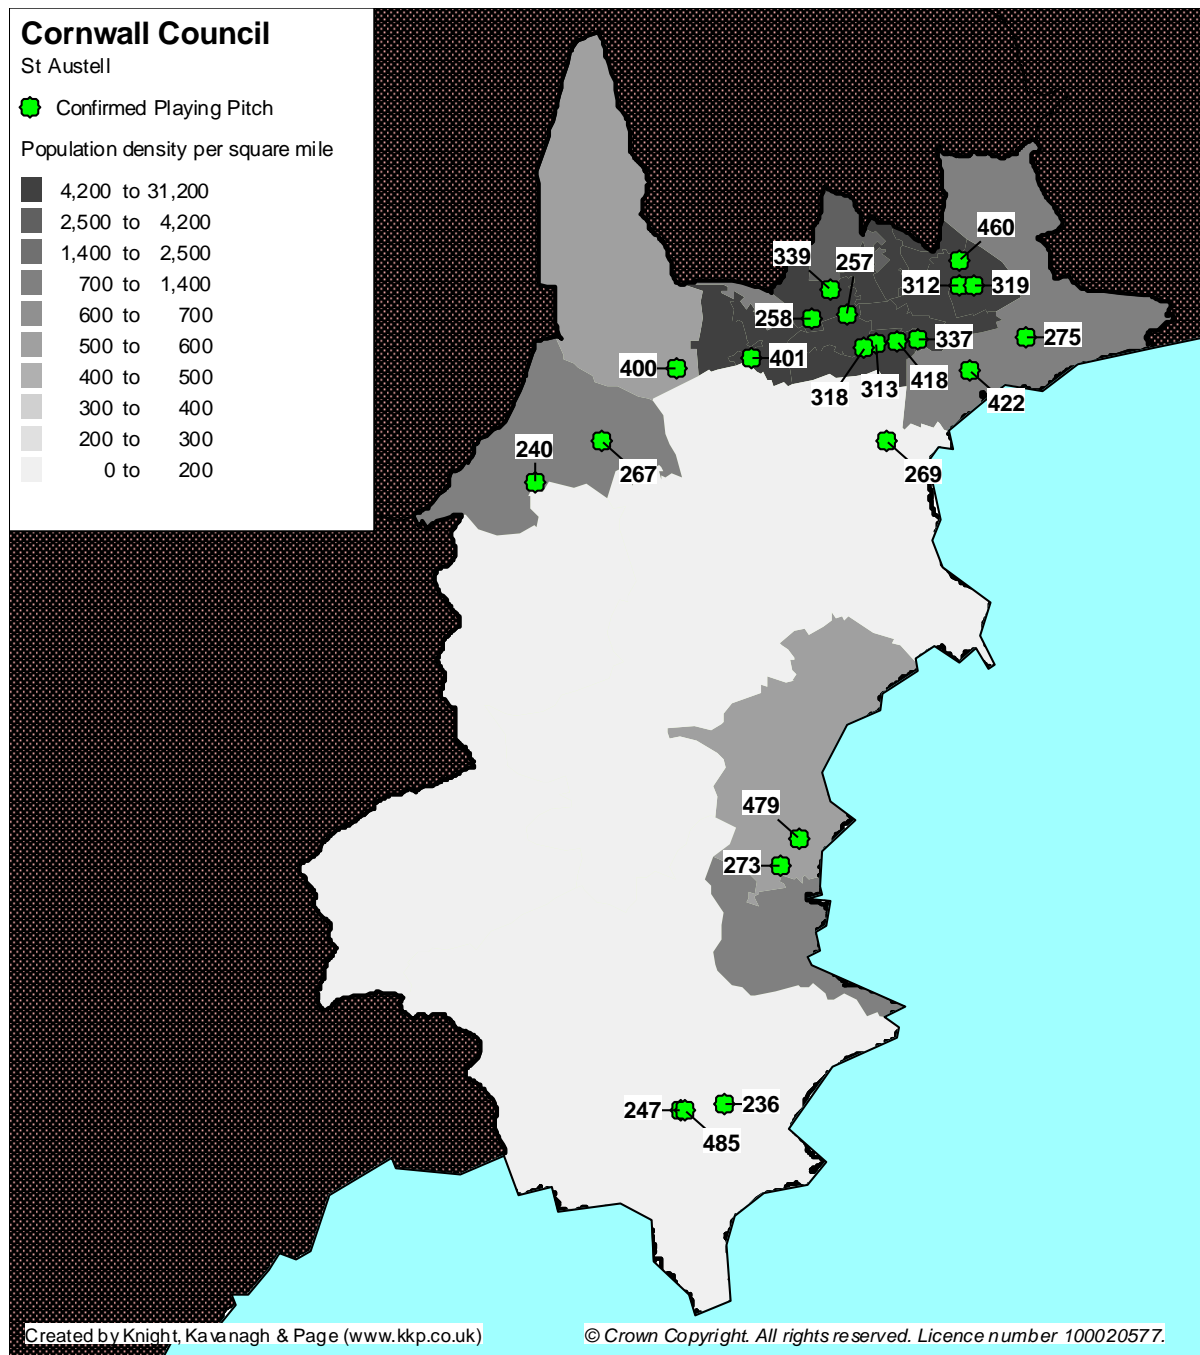 Cornwall Council
St Austell
Confirmed Playing Pitch
Population density per square mile
4,200 to 31,200
2,500 to 4,200
1,400 to 2,500
700 to 1,400
600 to 700
500 to 600
400 to 500
300 to 400
200 to 300
0 to 200
460
339
257
312
319
258
337
275
400
401
318
313
418
422
240
267
269
479
273
247
236
485
Created by Knight, Kavanagh & Page (www.kkp.co.uk)
© Crown Copyright. All rights reserved. Licence number 100020577.